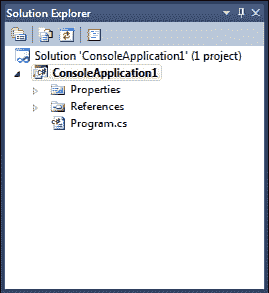 Solution Explorer
Solution 'ConsoleApplication1' (1 project)
ConsoleApplication1
Properties
References
Program.cs